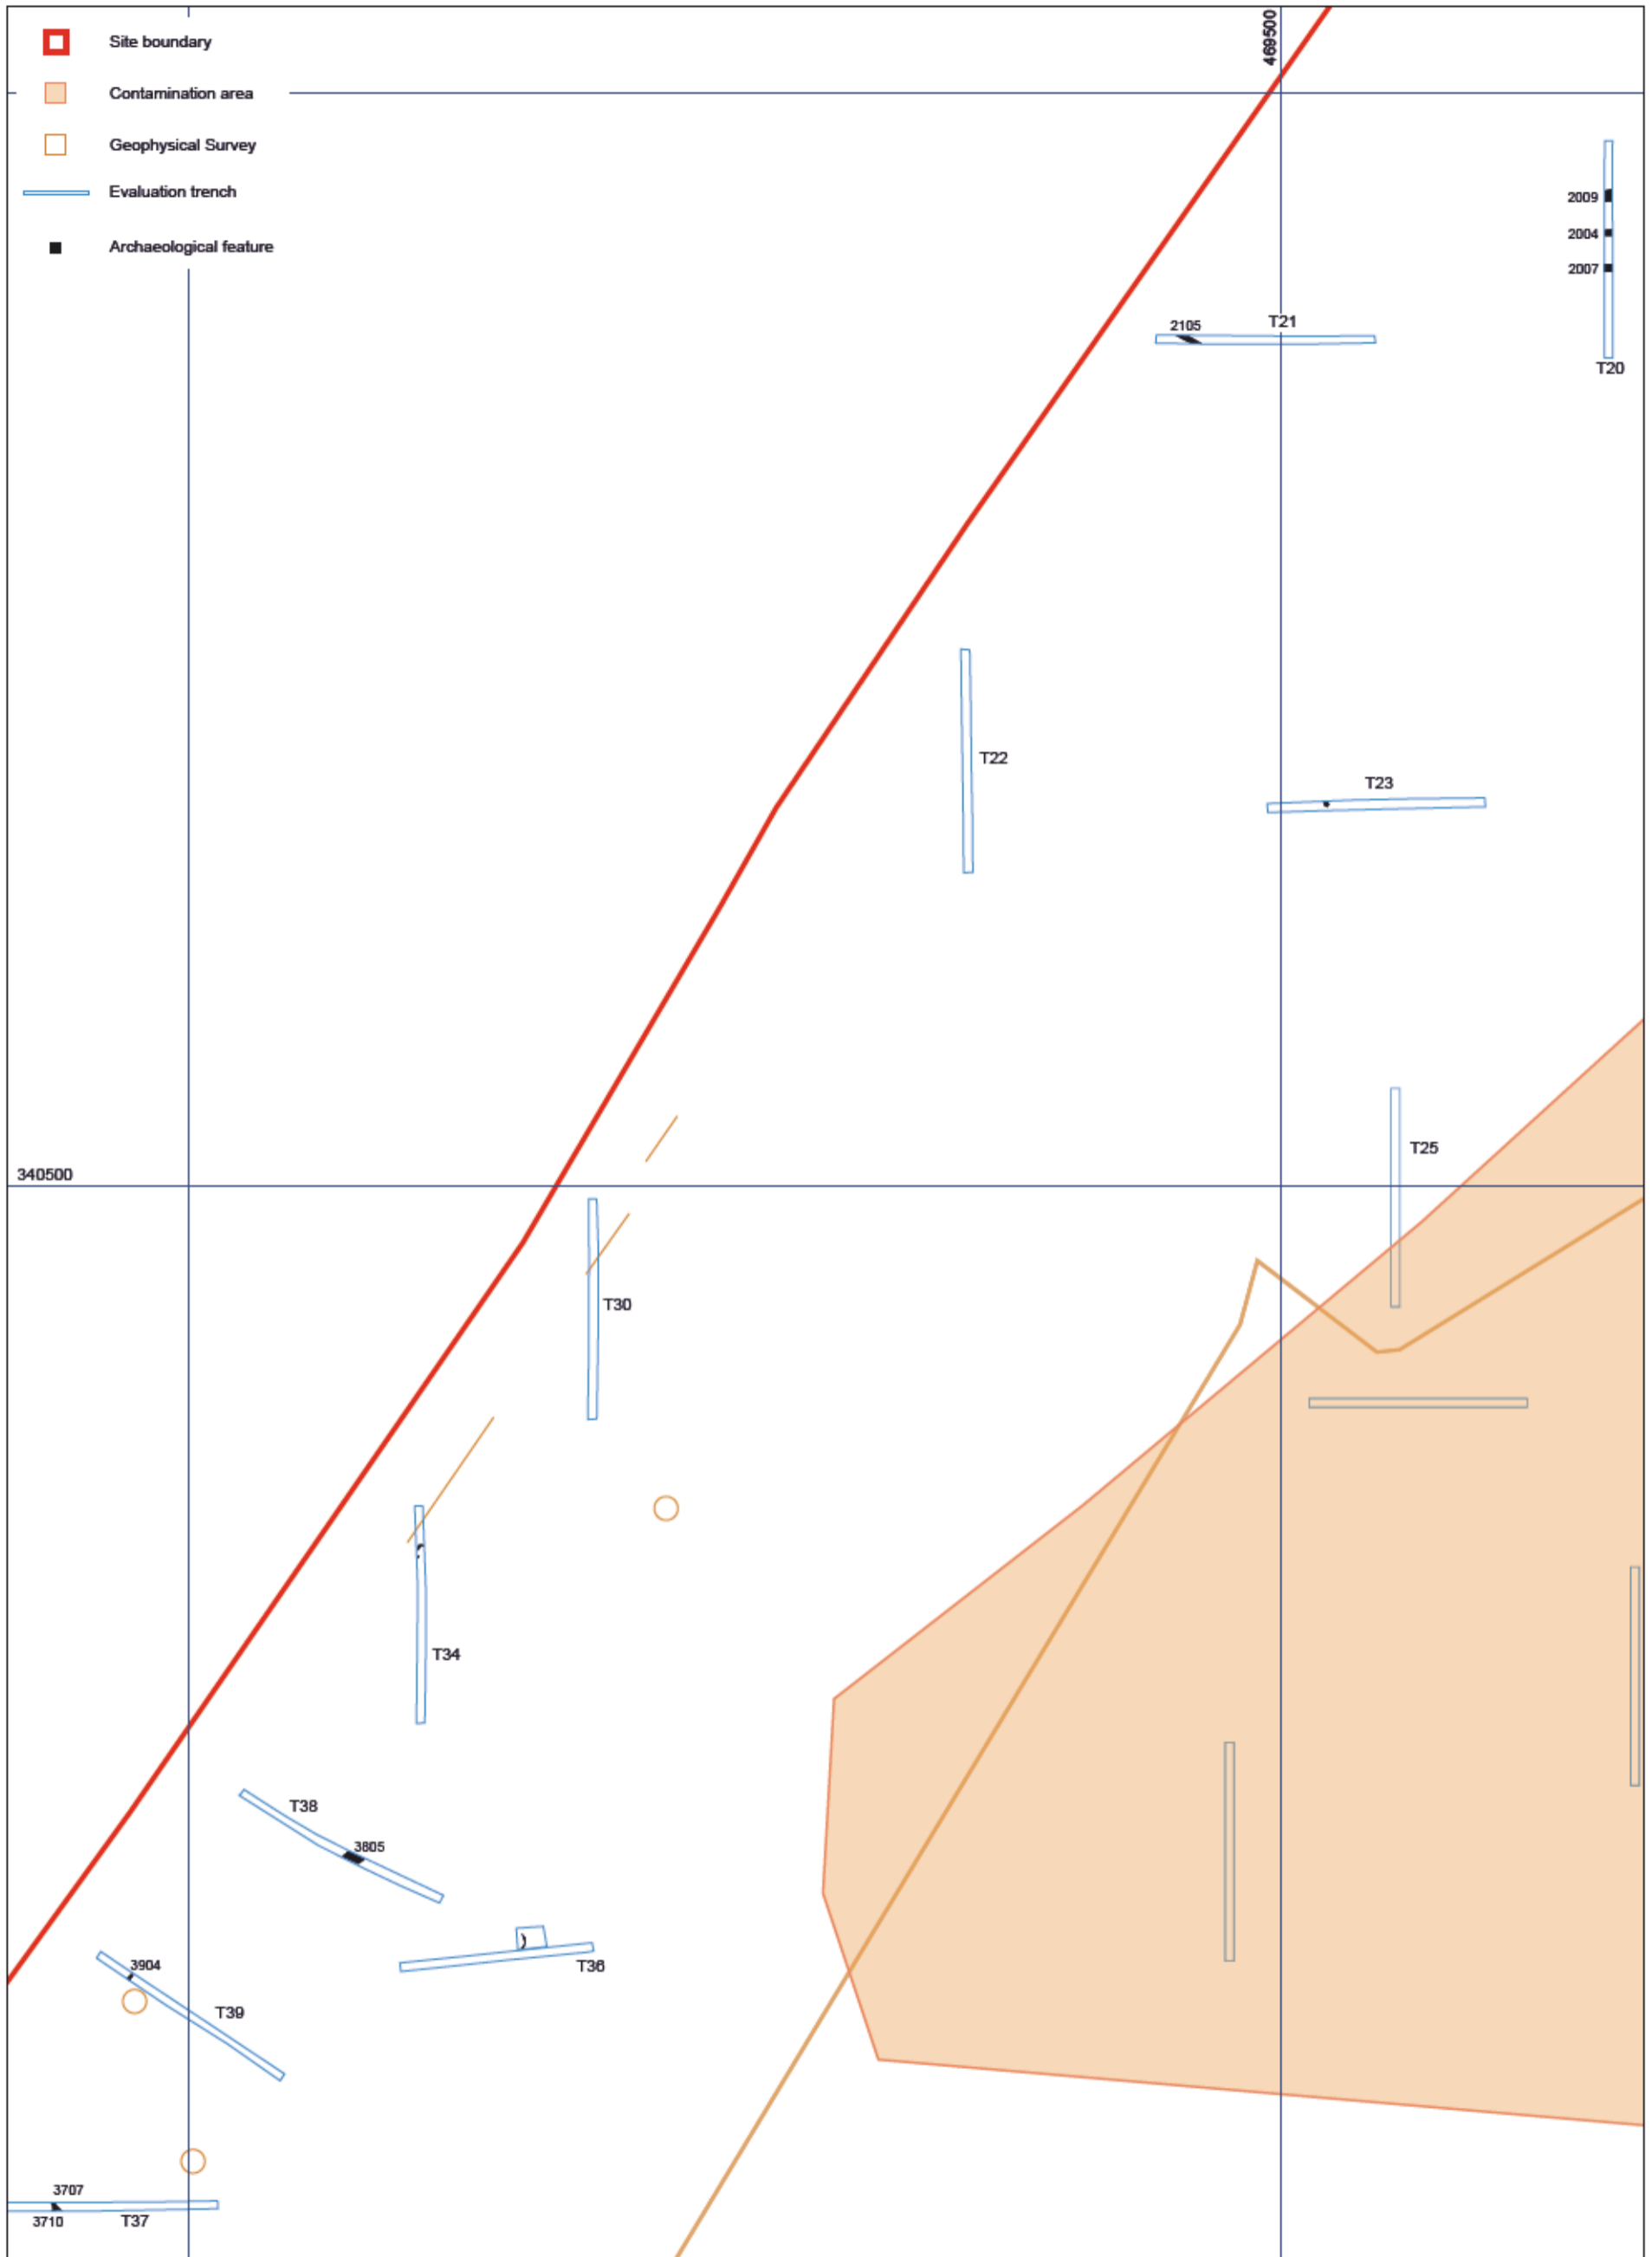 Site boundary
Contamination area
Geophysical Survey
Evaluation trench
Archaeological feature
469500
2009
2004
2007
T20
2105
T21
T22
T23
T25
340500
T30
T34
T38
3805
T36
3904
T39
3707
3710
T37